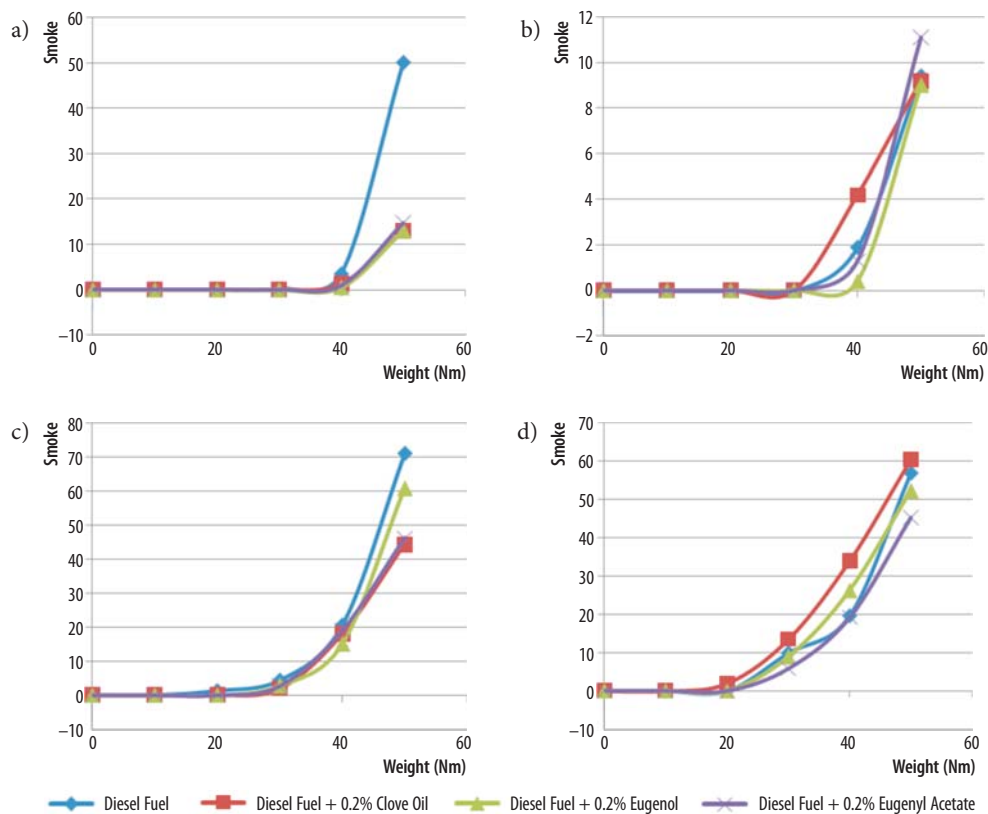 a)
Smoke
60
50
40
30
20
10
0
−10
0 20 40 60
Weight (Nm)
b)
Smoke
12
10
8
6
4
2
0
−2
0 20 40 60
Weight (Nm)
c)
Smoke
80
70
60
50
40
30
20
10
0
−10
0 20 40 60
Weight (Nm)
d)
Smoke
70
60
50
40
30
20
10
0
−10
0 20 40 60
Weight (Nm)
Diesel Fuel Diesel Fuel + 0.2% Clove Oil Diesel Fuel + 0.2% Eugenol Diesel Fuel + 0.2% Eugenyl Acetate